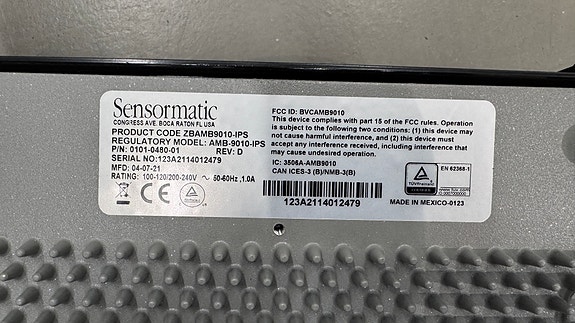 Sensormatic
CONGRESS AVE. BOCA RATON FL, USA
PRODUCT CODE ZBAMB9010-IPS
REGULATORY MODEL: AMB-9010-IPS
P/N: 0101-0480-01 REV: D
SERIAL NO:123A2114012479
MFD: 04-07-21
RATING: 100-120/200-240V ~ 50-60Hz ,1.0A
CE
FCC ID: BVCAMB9010
This device complies with part 15 of the FCC rules. Operation
is subject to the following two conditions: (1) this device may
not cause harmful interference, and (2) this device must
accept any interference received, including interference that
may cause undesired operation.
IC: 3506A-AMB9010
CAN ICES-3 (B)/NMB-3(B)
123A2114012479
TÜVRheinland
EN 62368-1
MADE IN MEXICO-0123